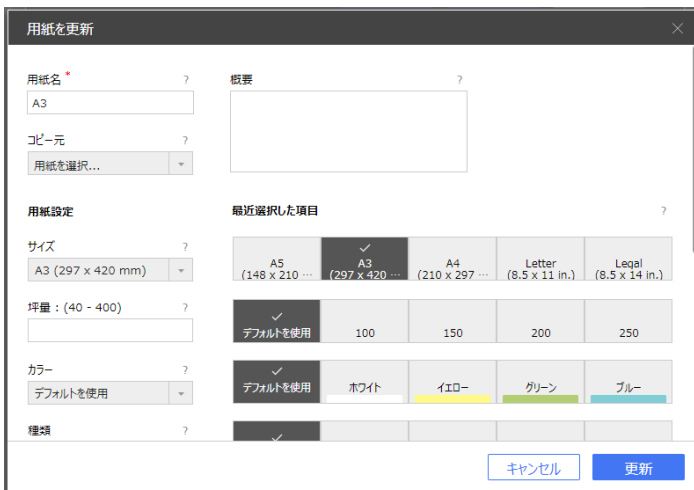 用紙を更新
用紙名 * ?
A3
概要 ?
コピー元 ?
用紙を選択...
用紙設定
最近選択した項目 ?
サイズ ?
A3 (297 x 420 mm)
A5
(148 x 210 ...
A3
(297 x 420 ...
A4
(210 x 297 ...
Letter
(8.5 x 11 in.)
Legal
(8.5 x 14 in.)
坪量 : (40 - 400) ?
デフォルトを使用 100 150 200 250
カラー ?
デフォルトを使用
デフォルトを使用 ホワイト イエロー グリーン ブルー
種類 ?
キャンセル 更新